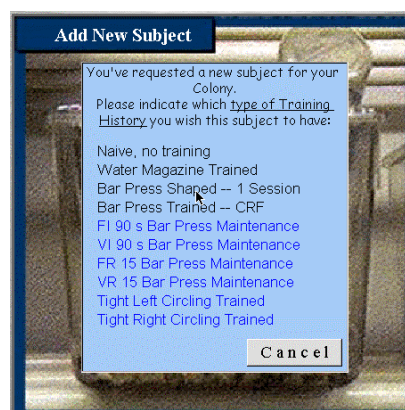 Add New Subject
You've requested a new subject for your
Colony.
Please indicate which type of Training
History you wish this subject to have:
Naive, no training
Water Magazine Trained
Bar Press Shaped -- 1 Session
Bar Press Trained -- CRF
FI 90 s Bar Press Maintenance
VI 90 s Bar Press Maintenance
FR 15 Bar Press Maintenance
VR 15 Bar Press Maintenance
Tight Left Circling Trained
Tight Right Circling Trained
Cancel